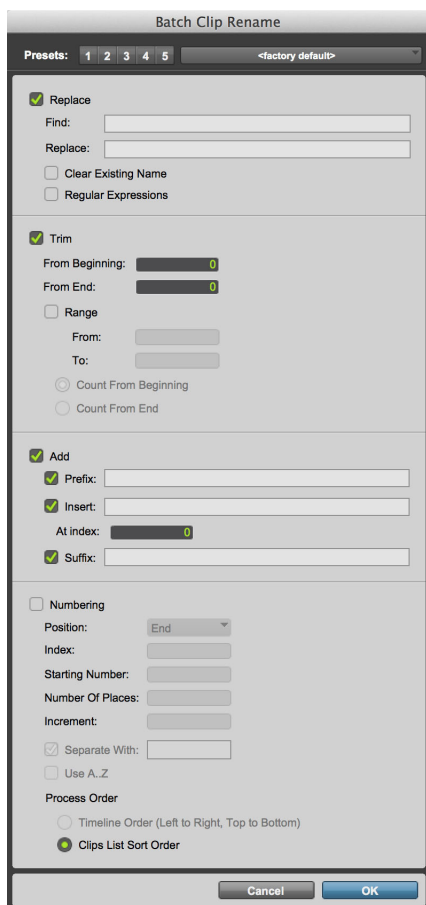 Batch Clip Rename
Presets: 1 2 3 4 5 <factory default>
Replace
Find:
Replace:
Clear Existing Name
Regular Expressions
Trim
From Beginning: 0
From End: 0
Range
From:
To:
Count From Beginning
Count From End
Add
Prefix:
Insert:
At index: 0
Suffix:
Numbering
Position: End
Index:
Starting Number:
Number Of Places:
Increment:
Separate With:
Use A..Z
Process Order
Timeline Order (Left to Right, Top to Bottom)
Clips List Sort Order
Cancel OK